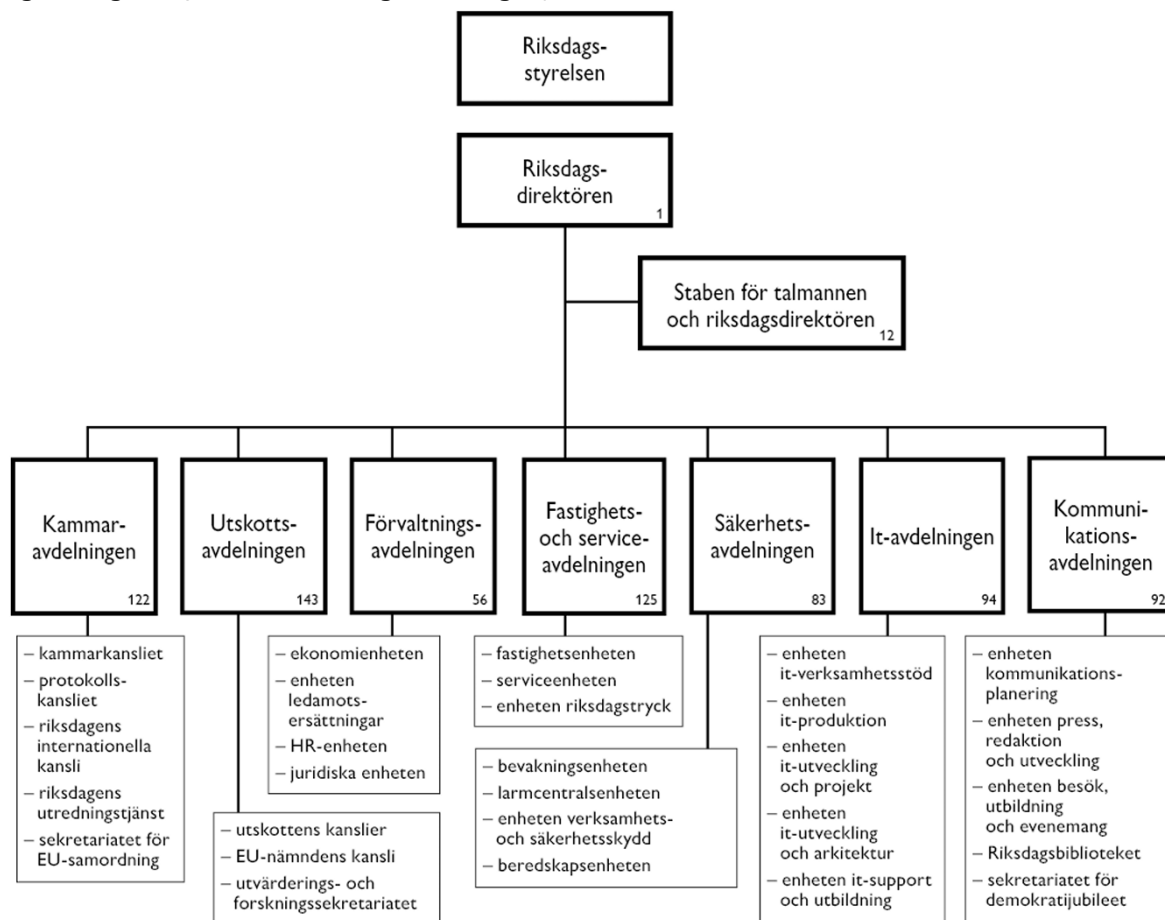 Riksdags-
styrelsen
Riksdags-
direktören
1
Staben för talmannen
och riksdagsdirektören
12
Kammar-
avdelningen
122
Utskotts-
avdelningen
143
Förvaltnings-
avdelningen
56
Fastighets-
och service-
avdelningen
125
Säkerhets-
avdelningen
83
It-avdelningen
94
Kommuni-
kations-
avdelningen
92
– kammarkansliet
– protokolls-
kansliet
– riksdagens
internationella
kansli
– riksdagens
utredningstjänst
– sekretariatet för
EU-samordning
– utskottens kanslier
– EU-nämndens kansli
– utvärderings- och
forskningssekretariatet
– ekonomienheten
– enheten
ledamots-
ersättningar
– HR-enheten
– juridiska enheten
– fastighetsenheten
– serviceenheten
– enheten riksdagstryck
– bevakningsenheten
– larmcentralsenheten
– enheten verksamhets-
och säkerhetsskydd
– beredskapsenheten
– enheten
it-verksamhetsstöd
– enheten
it-produktion
– enheten
it-utveckling
och projekt
– enheten
it-utveckling
och arkitektur
– enheten it-support
och utbildning
– enheten
kommunikations-
planering
– enheten press,
redaktion
och utveckling
– enheten besök,
utbildning
och evenemang
– Riksdagsbiblioteket
– sekretariatet för
demokratijubileet